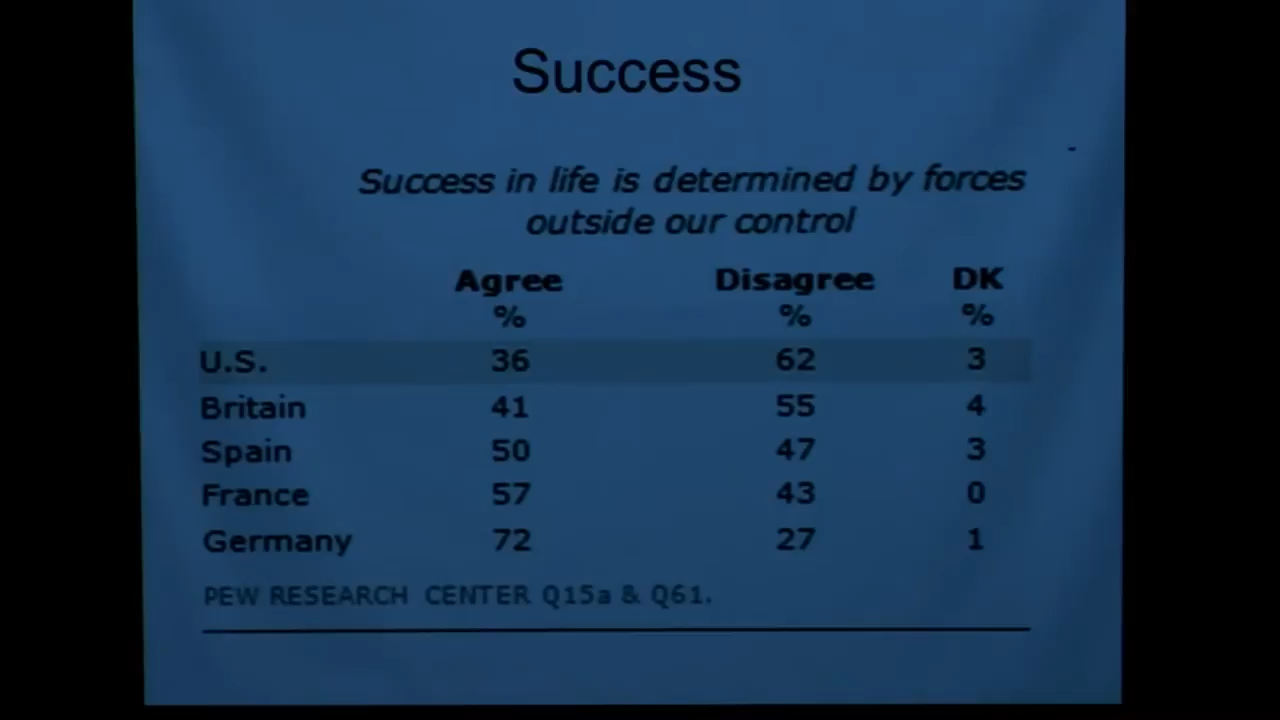 Success
Success in life is determined by forces
outside our control
Agree Disagree DK
% % %
U.S. 36 62 3
Britain 41 55 4
Spain 50 47 3
France 57 43 0
Germany 72 27 1
PEW RESEARCH CENTER Q15a & Q61.